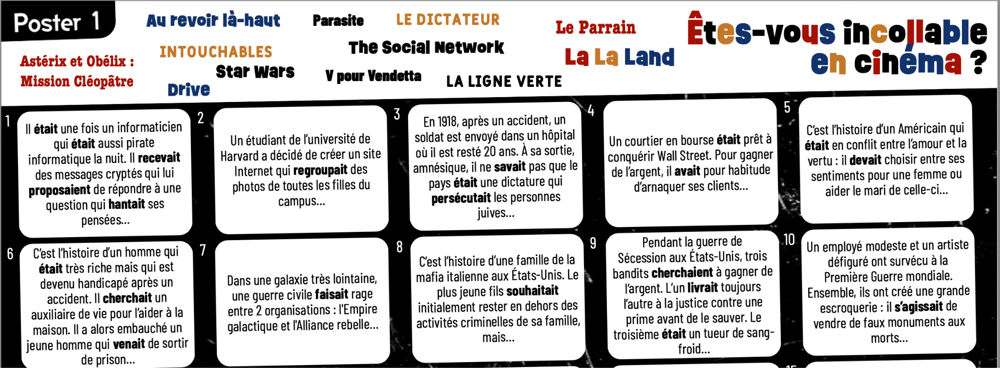 Poster 1
Au revoir là-haut
Parasite
LE DICTATEUR
Le Parrain
Êtes-vous incollable
en cinéma ?
INTOUCHABLES
The Social Network
La La Land
Astérix et Obélix :
Mission Cléopâtre
Star Wars
V pour Vendetta
LA LIGNE VERTE
Drive
1
Il était une fois un informaticien
qui était aussi pirate
informatique la nuit. Il recevait
des messages cryptés qui lui
proposaient de répondre à une
question qui hantait ses
pensées...
2
Un étudiant de l'université de
Harvard a décidé de créer un site
Internet qui regroupait des
photos de toutes les filles du
campus...
3
En 1918, après un accident, un
soldat est envoyé dans un hôpital
où il est resté 20 ans. À sa sortie,
amnésique, il ne savait pas que le
pays était une dictature qui
persécutait les personnes
juives...
4
Un courtier en bourse était prêt à
conquérir Wall Street. Pour gagner
de l'argent, il avait pour habitude
d'arnaquer ses clients...
5
C'est l'histoire d'un Américain qui
était en conflit entre l'amour et la
vertu : il devait choisir entre ses
sentiments pour une femme ou
aider le mari de celle-ci...
6
C'est l'histoire d'un homme qui
était très riche mais qui est
devenu handicapé après un
accident. Il cherchait un
auxiliaire de vie pour l'aider à la
maison. Il a alors embauché un
jeune homme qui venait de sortir
de prison...
7
Dans une galaxie très lointaine,
une guerre civile faisait rage
entre 2 organisations : l'Empire
galactique et l'Alliance rebelle...
8
C'est l'histoire d'une famille de la
mafia italienne aux États-Unis. Le
plus jeune fils souhaitait
initialement rester en dehors des
activités criminelles de sa famille,
mais...
9
Pendant la guerre de
Sécession aux États-Unis, trois
bandits cherchaient à gagner de
l'argent. L'un livrait toujours
l'autre à la justice contre une
prime avant de le sauver. Le
troisième était un tueur de sang-
froid...
10
Un employé modeste et un artiste
défiguré ont survécu à la
Première Guerre mondiale.
Ensemble, ils ont créé une grande
escroquerie : il s'agissait de
vendre de faux monuments aux
morts...